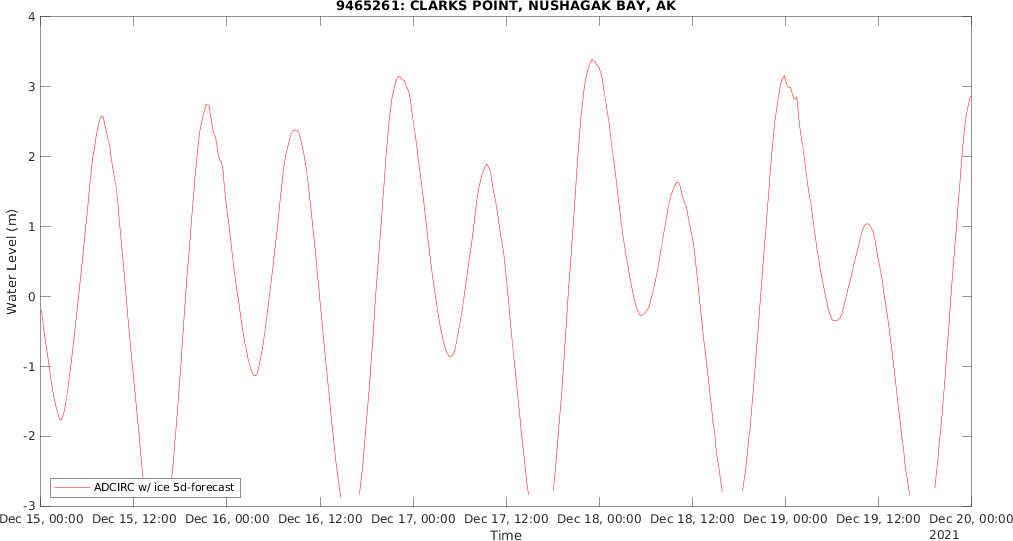 9465261: CLARKS POINT, NUSHAGAK BAY, AK
4
3
2
1
0
-1
-2
-3
Water Level (m)
ADCIRC w/ ice 5d-forecast
Dec 15, 00:00 Dec 15, 12:00 Dec 16, 00:00 Dec 16, 12:00 Dec 17, 00:00 Dec 17, 12:00 Dec 18, 00:00 Dec 18, 12:00 Dec 19, 00:00 Dec 19, 12:00 Dec 20, 00:00
Time
2021